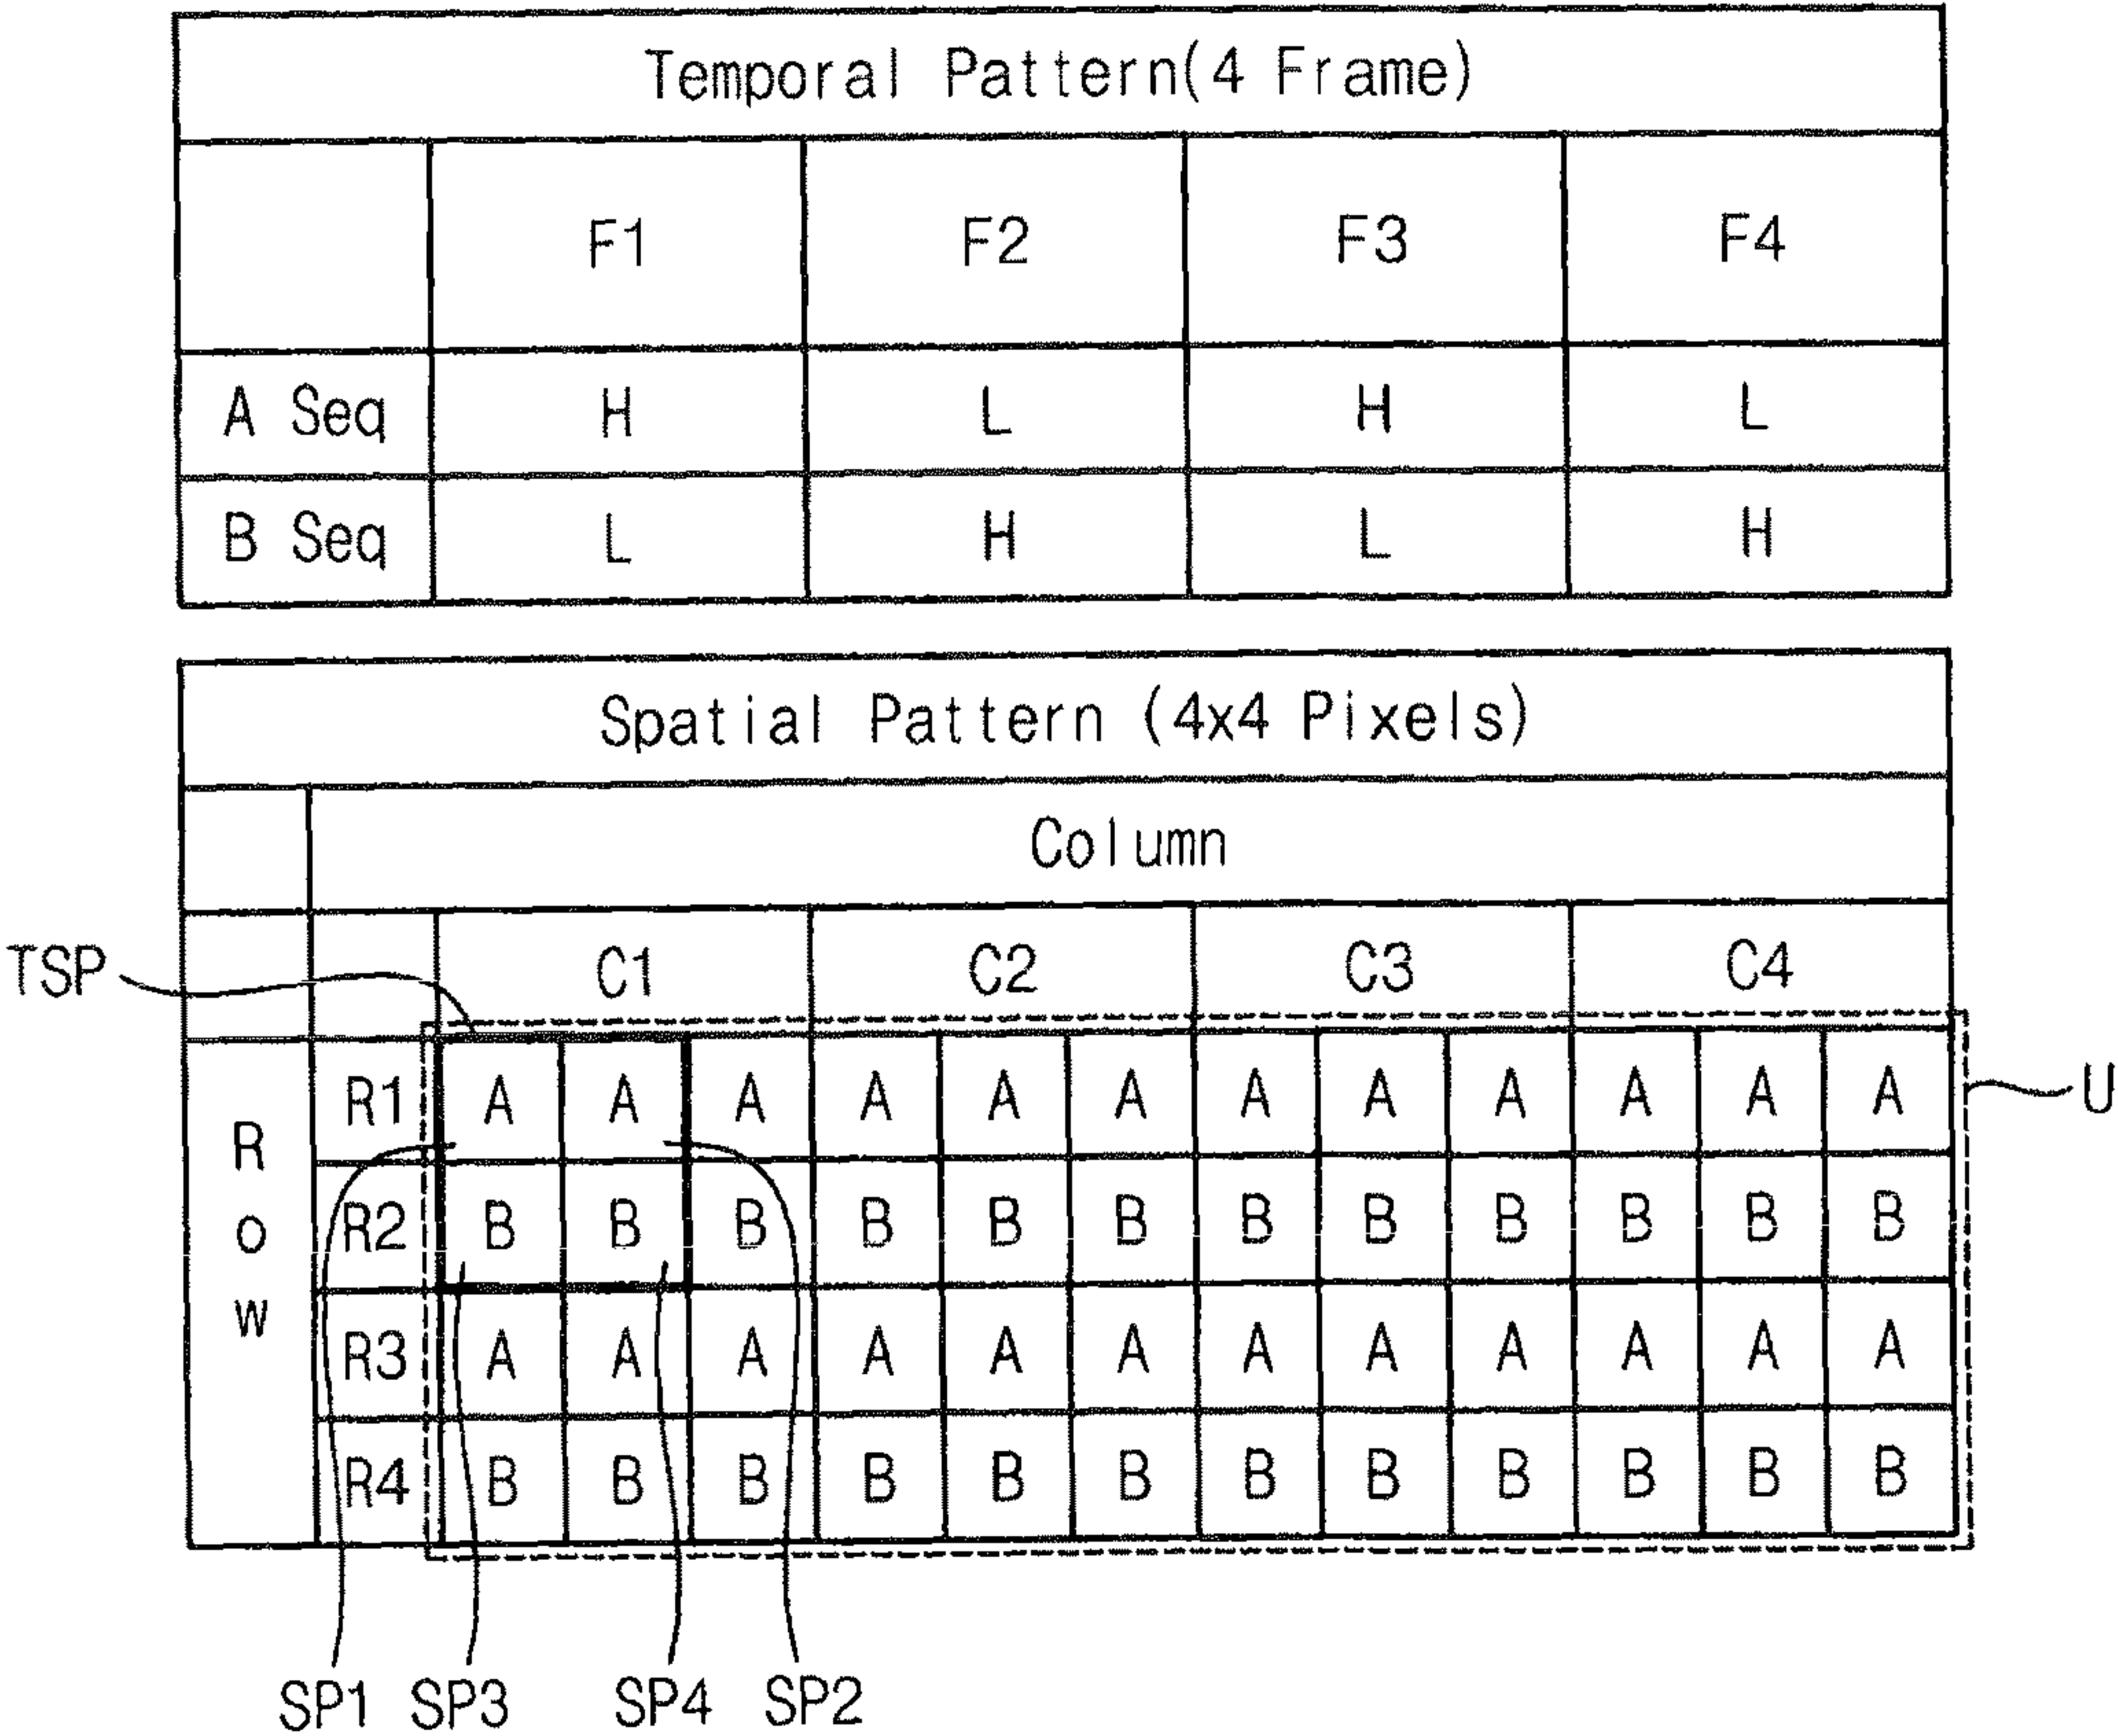 Temporal Pattern(4 Frame)
F1 F2 F3 F4
A Seq H L H L
B Seq L H L H
Spatial Pattern (4x4 Pixels)
Column
TSP C1 C2 C3 C4
Row R1 A A A A A A A A A A A A U
R2 B B B B B B B B B B B B
R3 A A A A A A A A A A A A
R4 B B B B B B B B B B B B
SP1 SP3 SP4 SP2